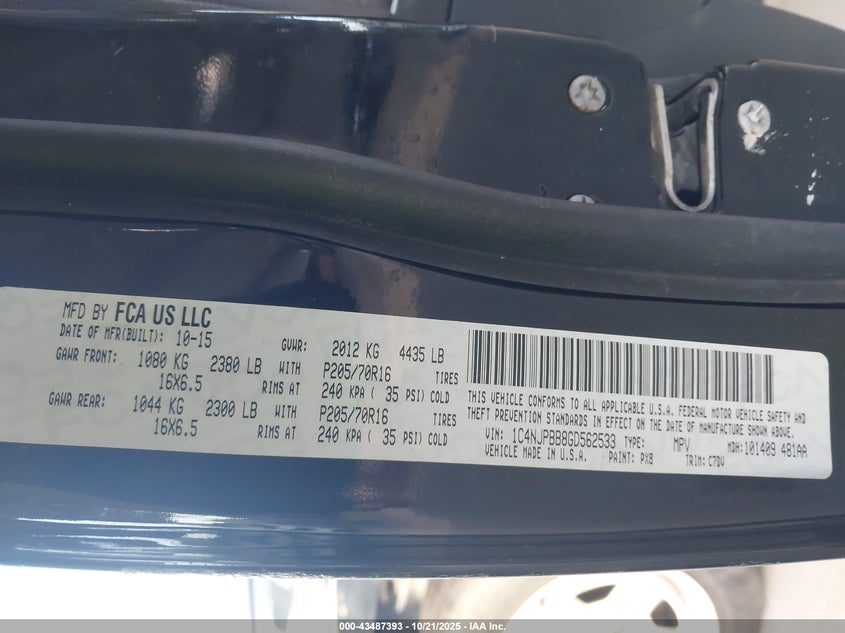 MFD BY FCA US LLC
DATE OF MFR(BUILT): 10-15 GVWR: 2012 KG 4435 LB
GAWR FRONT: 1080 KG 2380 LB WITH P205/70R16 TIRES
16X6.5 RIMS AT 240 KPA ( 35 PSI) COLD
GAWR REAR: 1044 KG 2300 LB WITH P205/70R16 TIRES
16X6.5 RIMS AT 240 KPA ( 35 PSI) COLD
THIS VEHICLE CONFORMS TO ALL APPLICABLE U.S.A. FEDERAL MOTOR VEHICLE SAFETY AND
THEFT PREVENTION STANDARDS IN EFFECT ON THE DATE OF MANUFACTURE SHOWN ABOVE.
VIN: 1C4NJPBB8GD562533 TYPE: MPV MDH:101409 481AA
VEHICLE MADE IN U.S.A. PAINT: PX8 TRIM: C7DV
000-43487393 - 10/21/2025 - IAA Inc.